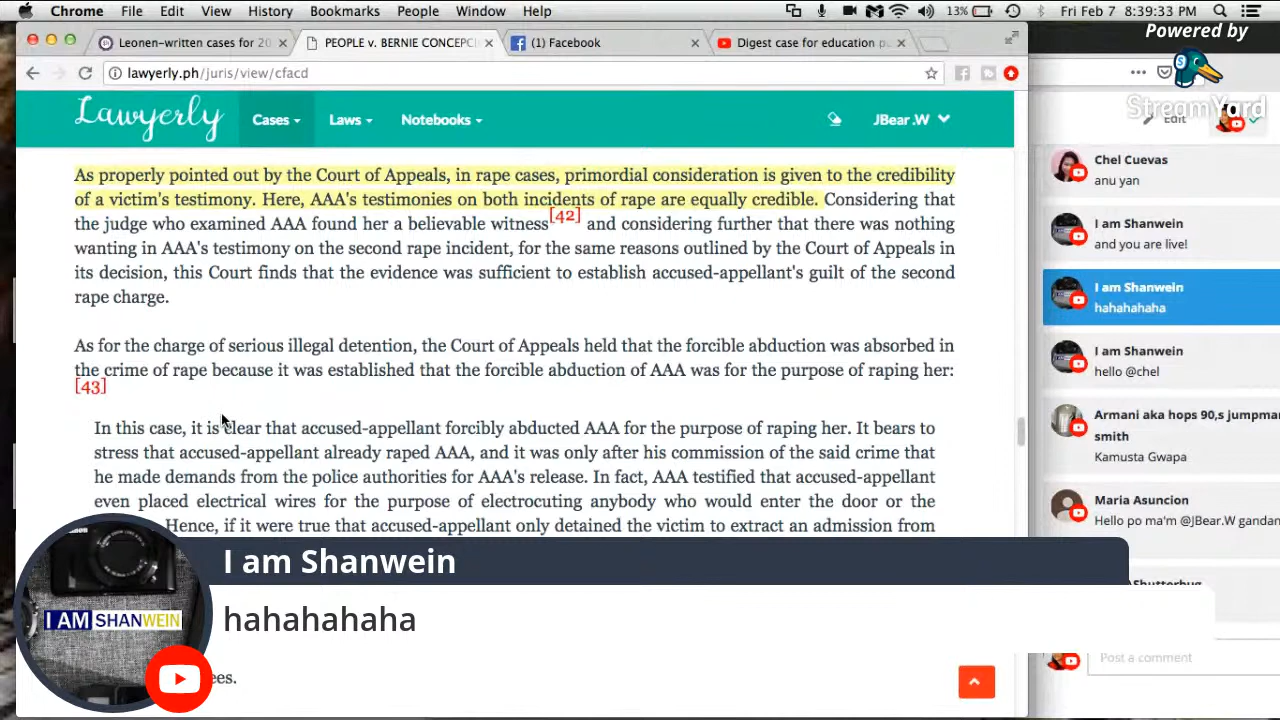 Chrome File Edit View History Bookmarks People Window Help 13% Fri Feb 7 8:39:33 PM
Powered by
StreamYard
Leonen-written cases for 20
PEOPLE v. BERNIE CONCEPC
(1) Facebook
Digest case for education p
lawyerly.ph/juris/view/cfacd
Lawyerly Cases Laws Notebooks JBear.W
Edit
As properly pointed out by the Court of Appeals, in rape cases, primordial consideration is given to the credibility
of a victim's testimony. Here, AAA's testimonies on both incidents of rape are equally credible. Considering that
the judge who examined AAA found her a believable witness[42] and considering further that there was nothing
wanting in AAA's testimony on the second rape incident, for the same reasons outlined by the Court of Appeals in
its decision, this Court finds that the evidence was sufficient to establish accused-appellant's guilt of the second
rape charge.
As for the charge of serious illegal detention, the Court of Appeals held that the forcible abduction was absorbed in
the crime of rape because it was established that the forcible abduction of AAA was for the purpose of raping her:
[43]
In this case, it is clear that accused-appellant forcibly abducted AAA for the purpose of raping her. It bears to
stress that accused-appellant already raped AAA, and it was only after his commission of the said crime that
he made demands from the police authorities for AAA's release. In fact, AAA testified that accused-appellant
even placed electrical wires for the purpose of electrocuting anybody who would enter the door or the
Hence, if it were true that accused-appellant only detained the victim to extract an admission from
ees.
Chel Cuevas
anu yan
I am Shanwein
and you are live!
I am Shanwein
hahahahaha
I am Shanwein
hello @chel
Armani aka hops 90,s jumpman
smith
Kamusta Gwapa
Maria Asuncion
Hello po ma'm @JBear.W gandan
Shutterbug
Post a comment
I AM SHANWEIN
I am Shanwein
hahahahaha